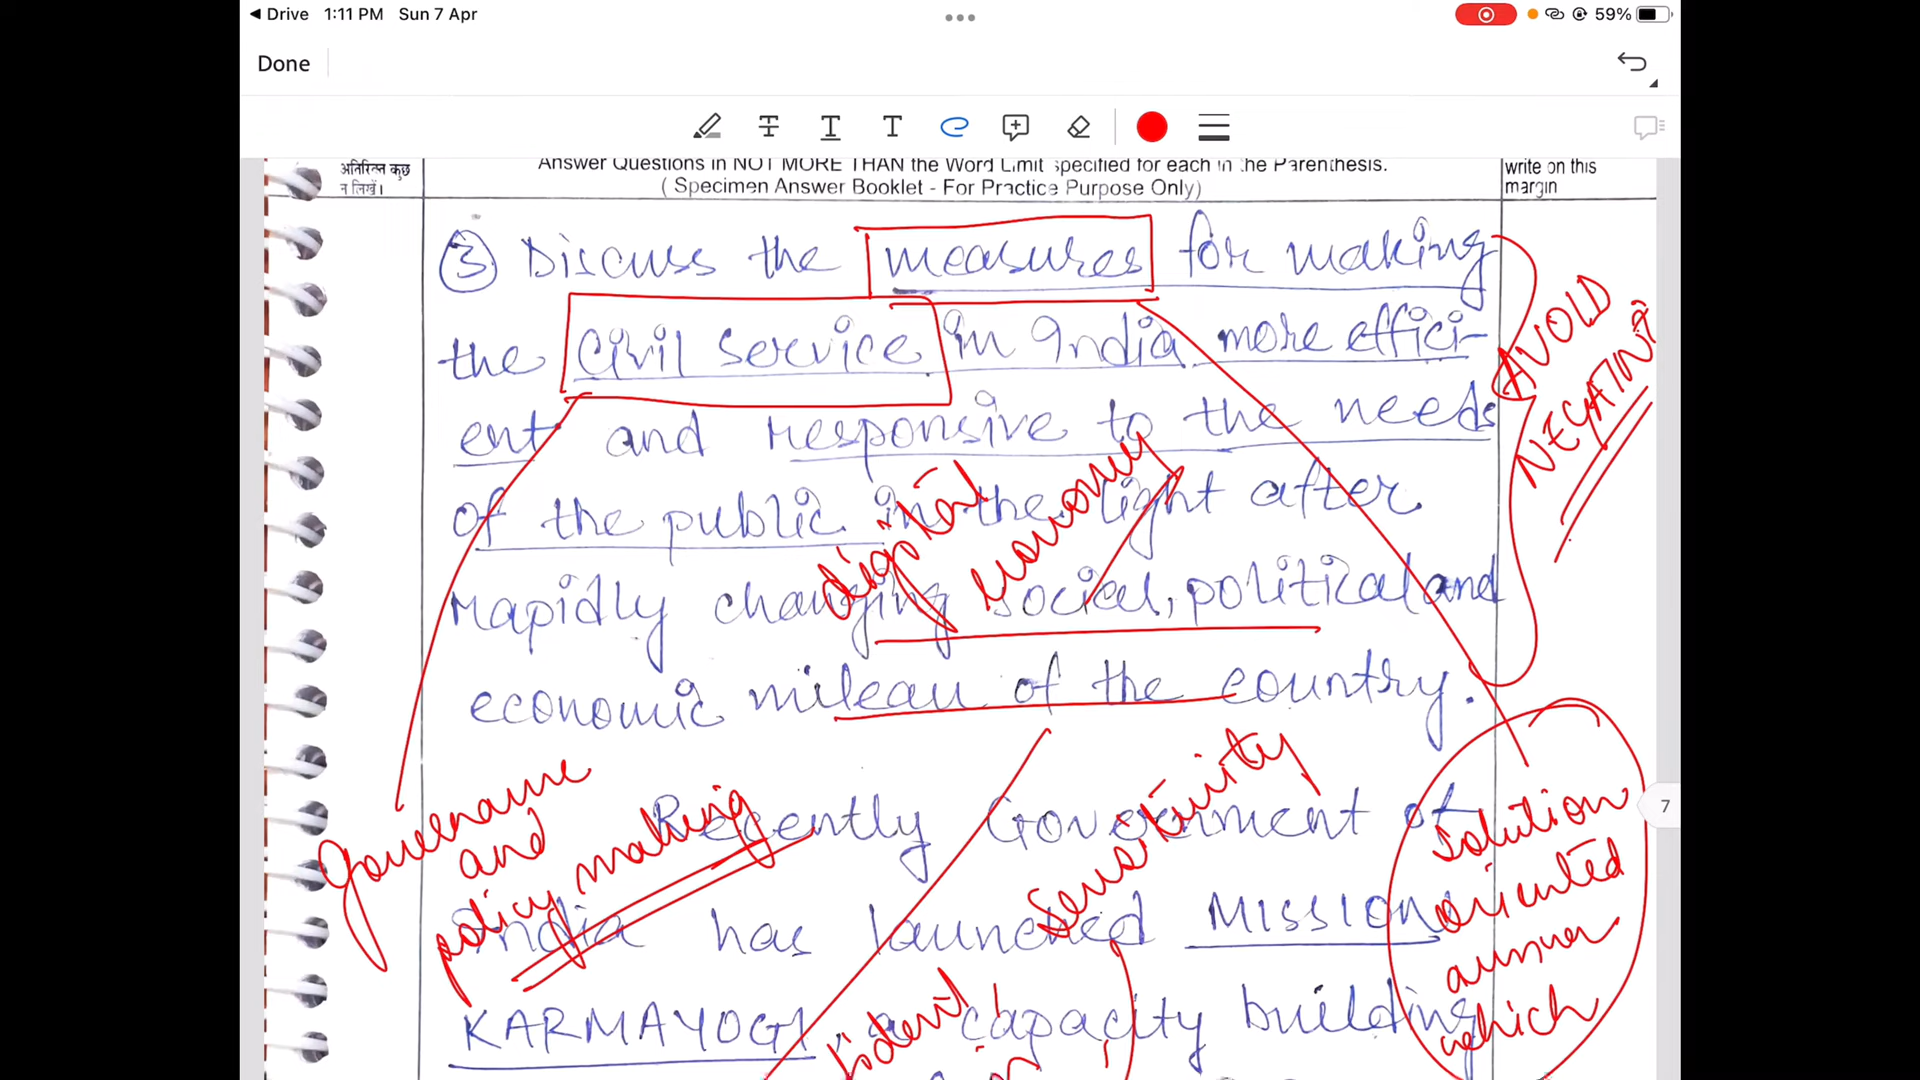 Drive 1:11 PM Sun 7 Apr
59%
Done
अतिरिक्त कुछ
न लिखें।
Answer Questions in NOT MORE THAN the Word Limit specified for each in the Parenthesis.
( Specimen Answer Booklet - For Practice Purpose Only)
write on this
margin
③ Discuss the measures for making
the civil service in India more effici-
ent and responsive to the needs
of the public in the light after
rapidly changing social, political and
economic mileau of the country.
AVOID
NEGATIVE
digital
economy
Governance
and
policy making
sensitivity
Recently Government of
India has launched MISSION
KARMAYOGI, a capacity building
solution
oriented
answer
which
7